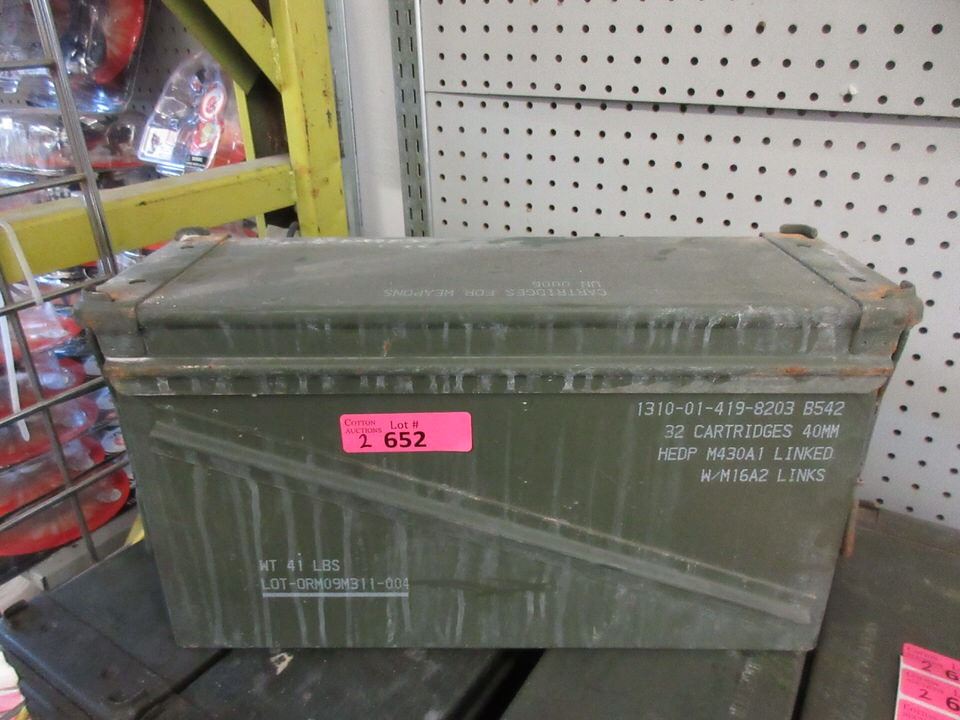 CARTRIDGES FOR WEAPONS
UN 0006
1310-01-419-8203 B542
32 CARTRIDGES 40MM
HEDP M430A1 LINKED
W/M16A2 LINKS
COTTON AUCTIONS Lot #
2 652
WT 41 LBS
LOT-ORM09M311-004